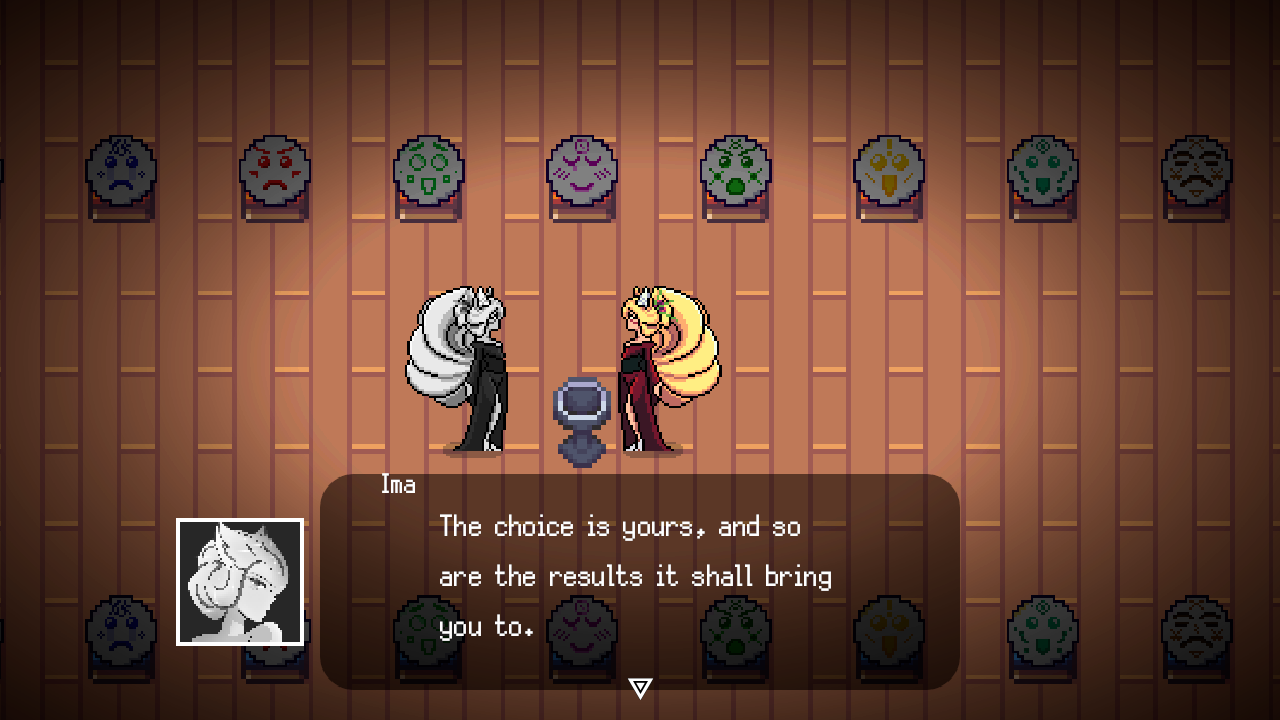 Ima
The choice is yours, and so
are the results it shall bring
you to.